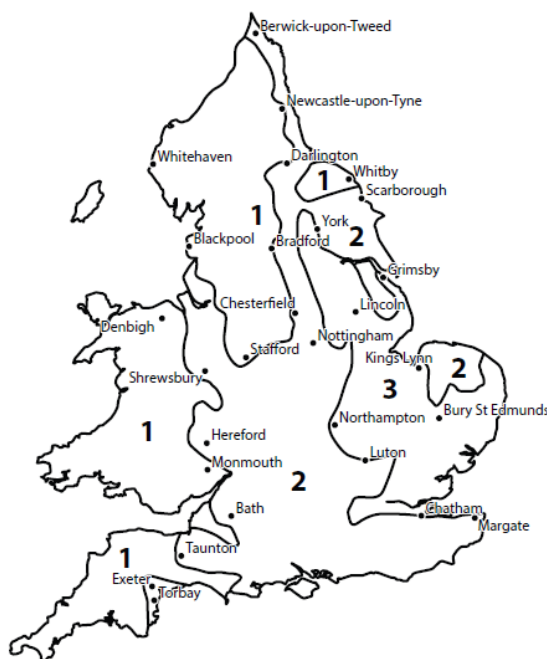 Berwick-upon-Tweed
Newcastle-upon-Tyne
Darlington
Whitehaven
1
Whitby
Scarborough
1
York
2
Blackpool
Bradford
Grimsby
Chesterfield
Lincoln
Denbigh
Nottingham
Stafford
Kings Lynn
2
Shrewsbury
3
Bury St Edmunds
Northampton
1
Hereford
Luton
Monmouth
2
Bath
Chatham
Margate
1
Taunton
Exeter
Torbay